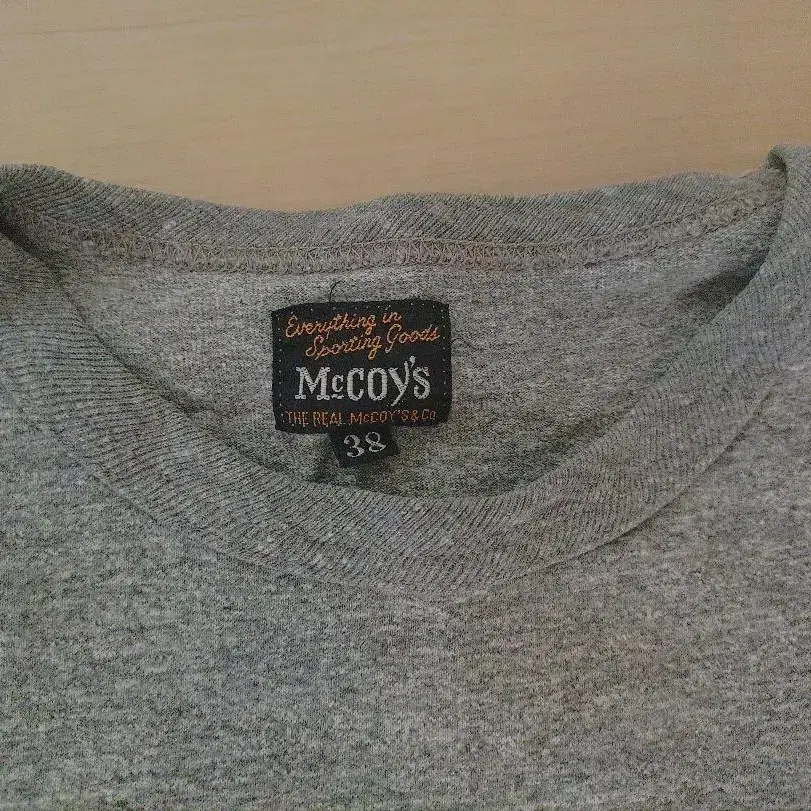 Everything in
Sporting Goods
McCOY'S
THE REAL McCOY'S & Co.
38